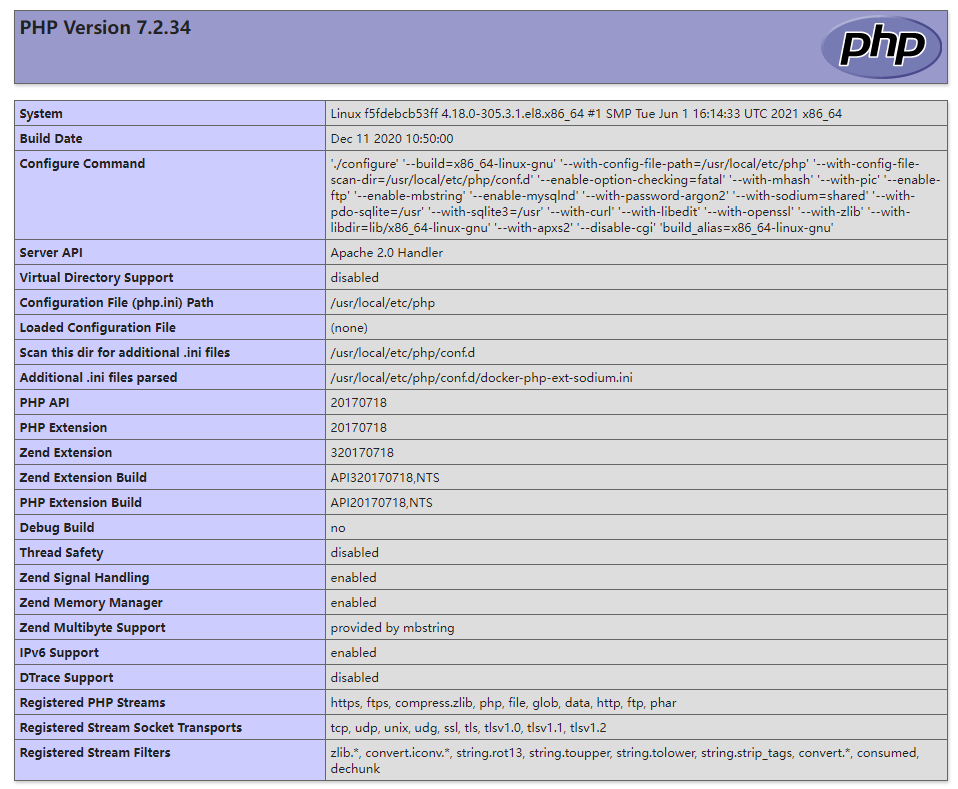 PHP Version 7.2.34
php
System Linux f5fdebcb53ff 4.18.0-305.3.1.el8.x86_64 #1 SMP Tue Jun 1 16:14:33 UTC 2021 x86_64
Build Date Dec 11 2020 10:50:00
Configure Command './configure' '--build=x86_64-linux-gnu' '--with-config-file-path=/usr/local/etc/php' '--with-config-file-
scan-dir=/usr/local/etc/php/conf.d' '--enable-option-checking=fatal' '--with-mhash' '--with-pic' '--enable-
ftp' '--enable-mbstring' '--enable-mysqlnd' '--with-password-argon2' '--with-sodium=shared' '--with-
pdo-sqlite=/usr' '--with-sqlite3=/usr' '--with-curl' '--with-libedit' '--with-openssl' '--with-zlib' '--with-
libdir=lib/x86_64-linux-gnu' '--with-apxs2' '--disable-cgi' 'build_alias=x86_64-linux-gnu'
Server API Apache 2.0 Handler
Virtual Directory Support disabled
Configuration File (php.ini) Path /usr/local/etc/php
Loaded Configuration File (none)
Scan this dir for additional .ini files /usr/local/etc/php/conf.d
Additional .ini files parsed /usr/local/etc/php/conf.d/docker-php-ext-sodium.ini
PHP API 20170718
PHP Extension 20170718
Zend Extension 320170718
Zend Extension Build API320170718,NTS
PHP Extension Build API20170718,NTS
Debug Build no
Thread Safety disabled
Zend Signal Handling enabled
Zend Memory Manager enabled
Zend Multibyte Support provided by mbstring
IPv6 Support enabled
DTrace Support disabled
Registered PHP Streams https, ftps, compress.zlib, php, file, glob, data, http, ftp, phar
Registered Stream Socket Transports tcp, udp, unix, udg, ssl, tls, tlsv1.0, tlsv1.1, tlsv1.2
Registered Stream Filters zlib.*, convert.iconv.*, string.rot13, string.toupper, string.tolower, string.strip_tags, convert.*, consumed,
dechunk